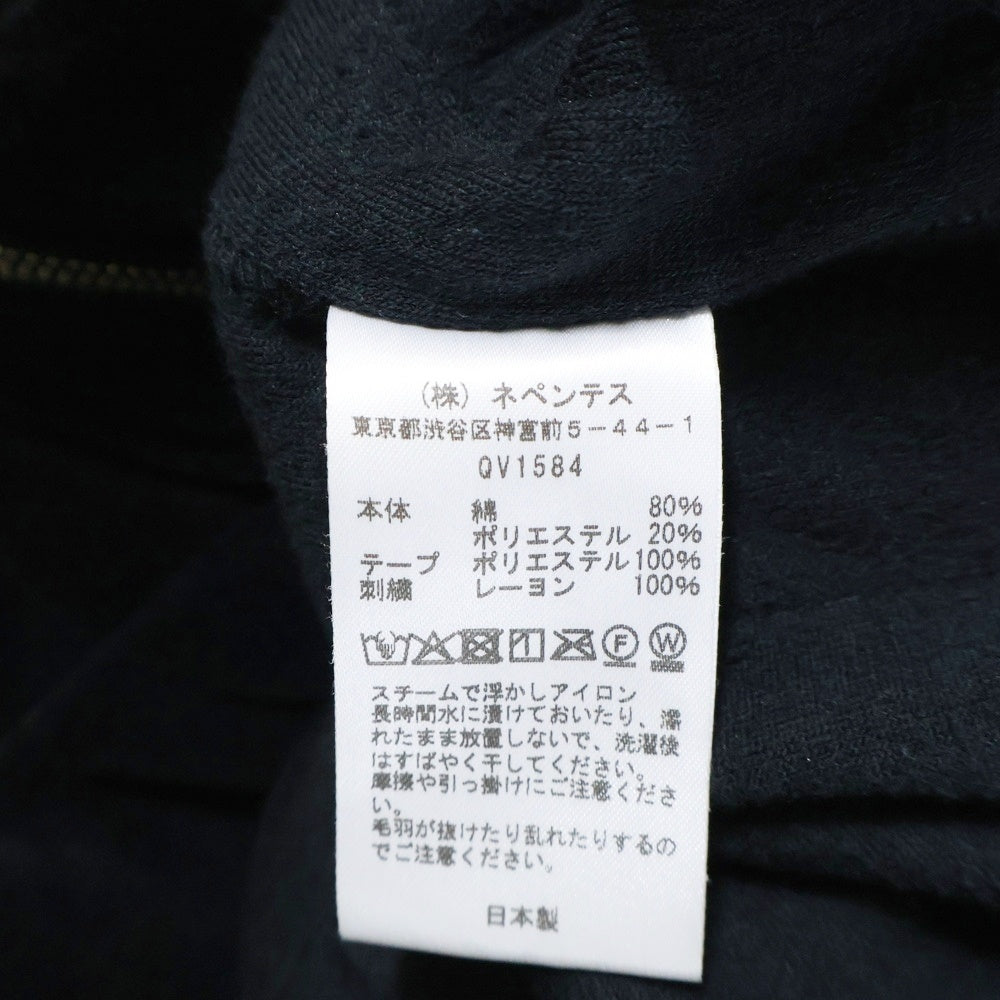 （株）ネペンテス
東京都渋谷区神宮前５－４４－１
QV1584
本体 綿 80%
ポリエステル 20%
テープ ポリエステル 100%
刺繍 レーヨン 100%
F W
スチームで浮かしアイロン
長時間水に漬けておいたり、濡
れたまま放置しないで、洗濯後
はすばやく干してください。
摩擦や引っ掛けにご注意くださ
い。
毛羽が抜けたり乱れたりするの
でご注意ください。
日本製